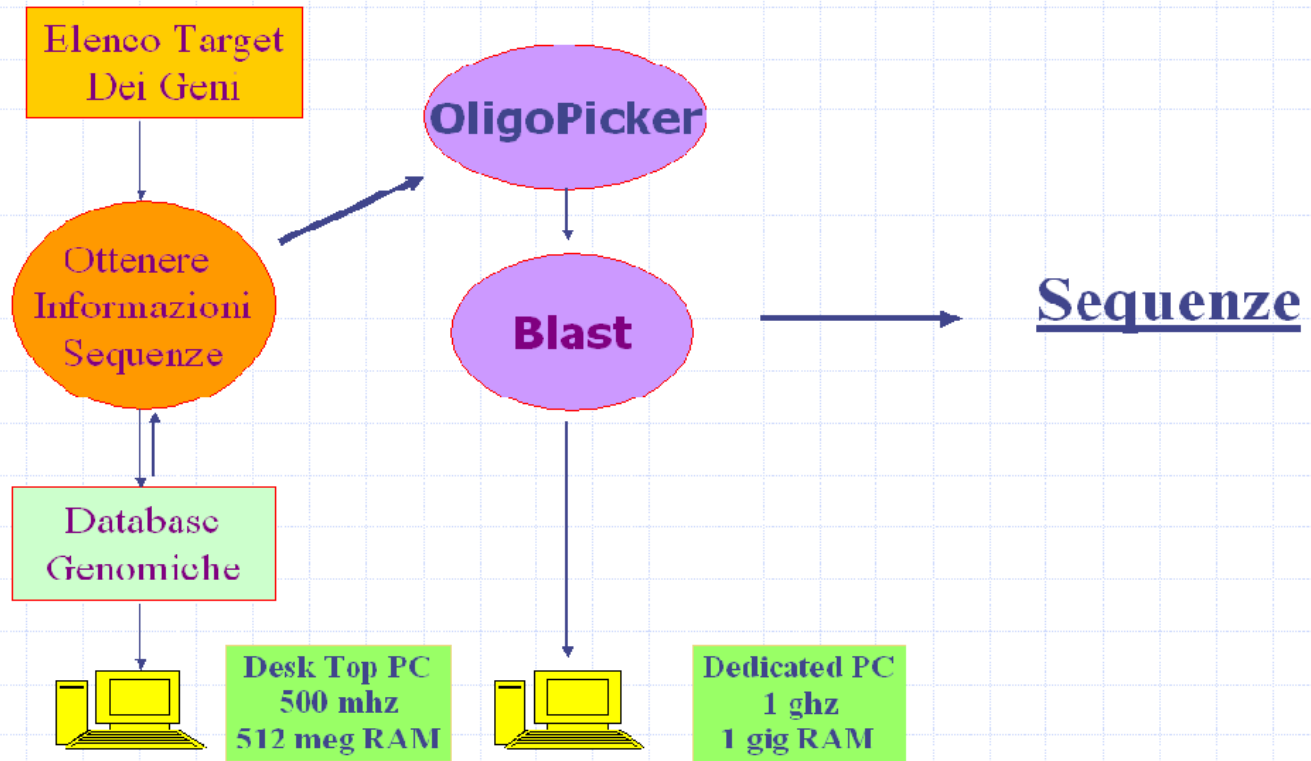 Elenco Target
Dei Geni
OligoPicker
Ottenere
Informazioni
Sequenze
Blast
Sequenze
Database
Genomiche
Desk Top PC
500 mhz
512 meg RAM
Dedicated PC
1 ghz
1 gig RAM